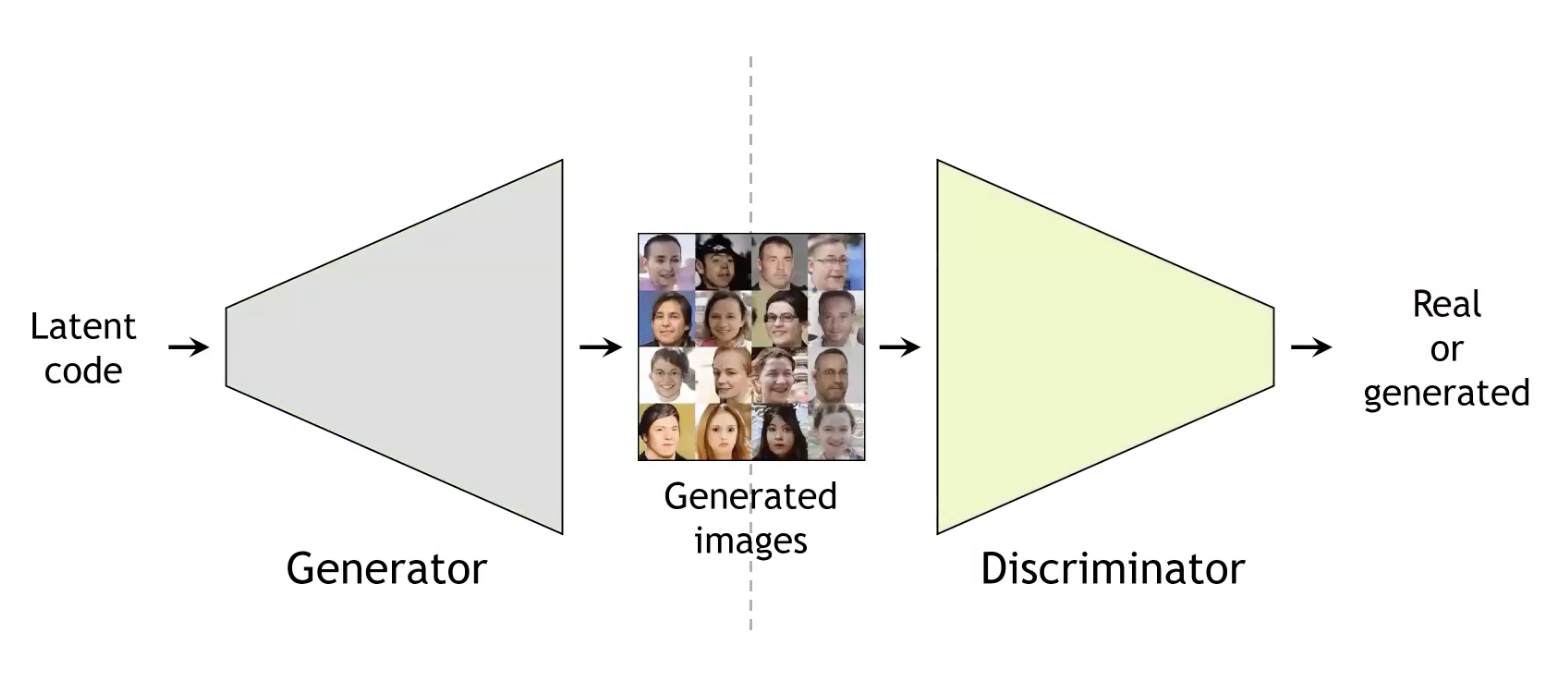 Latent
code
Generator
Generated
images
Discriminator
Real
or
generated